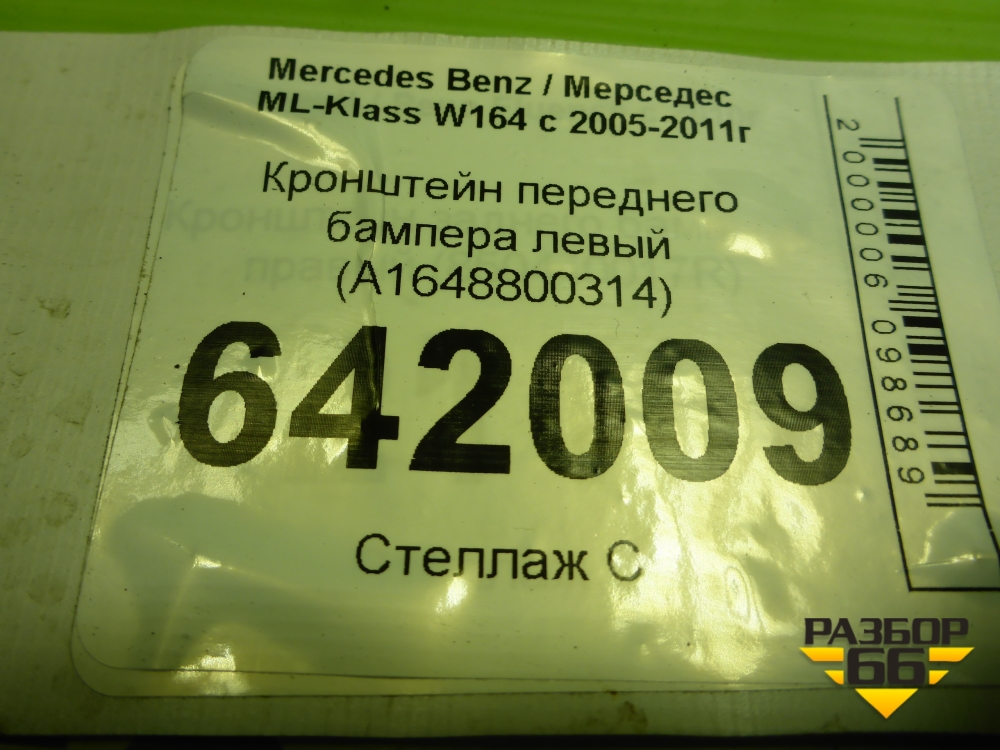 Mercedes Benz / Мерседес
ML-Klass W164 с 2005-2011г
Кронштейн переднего
бампера левый
(A1648800314)
642009
Стеллаж С
2000006098689
РАЗБОР
66